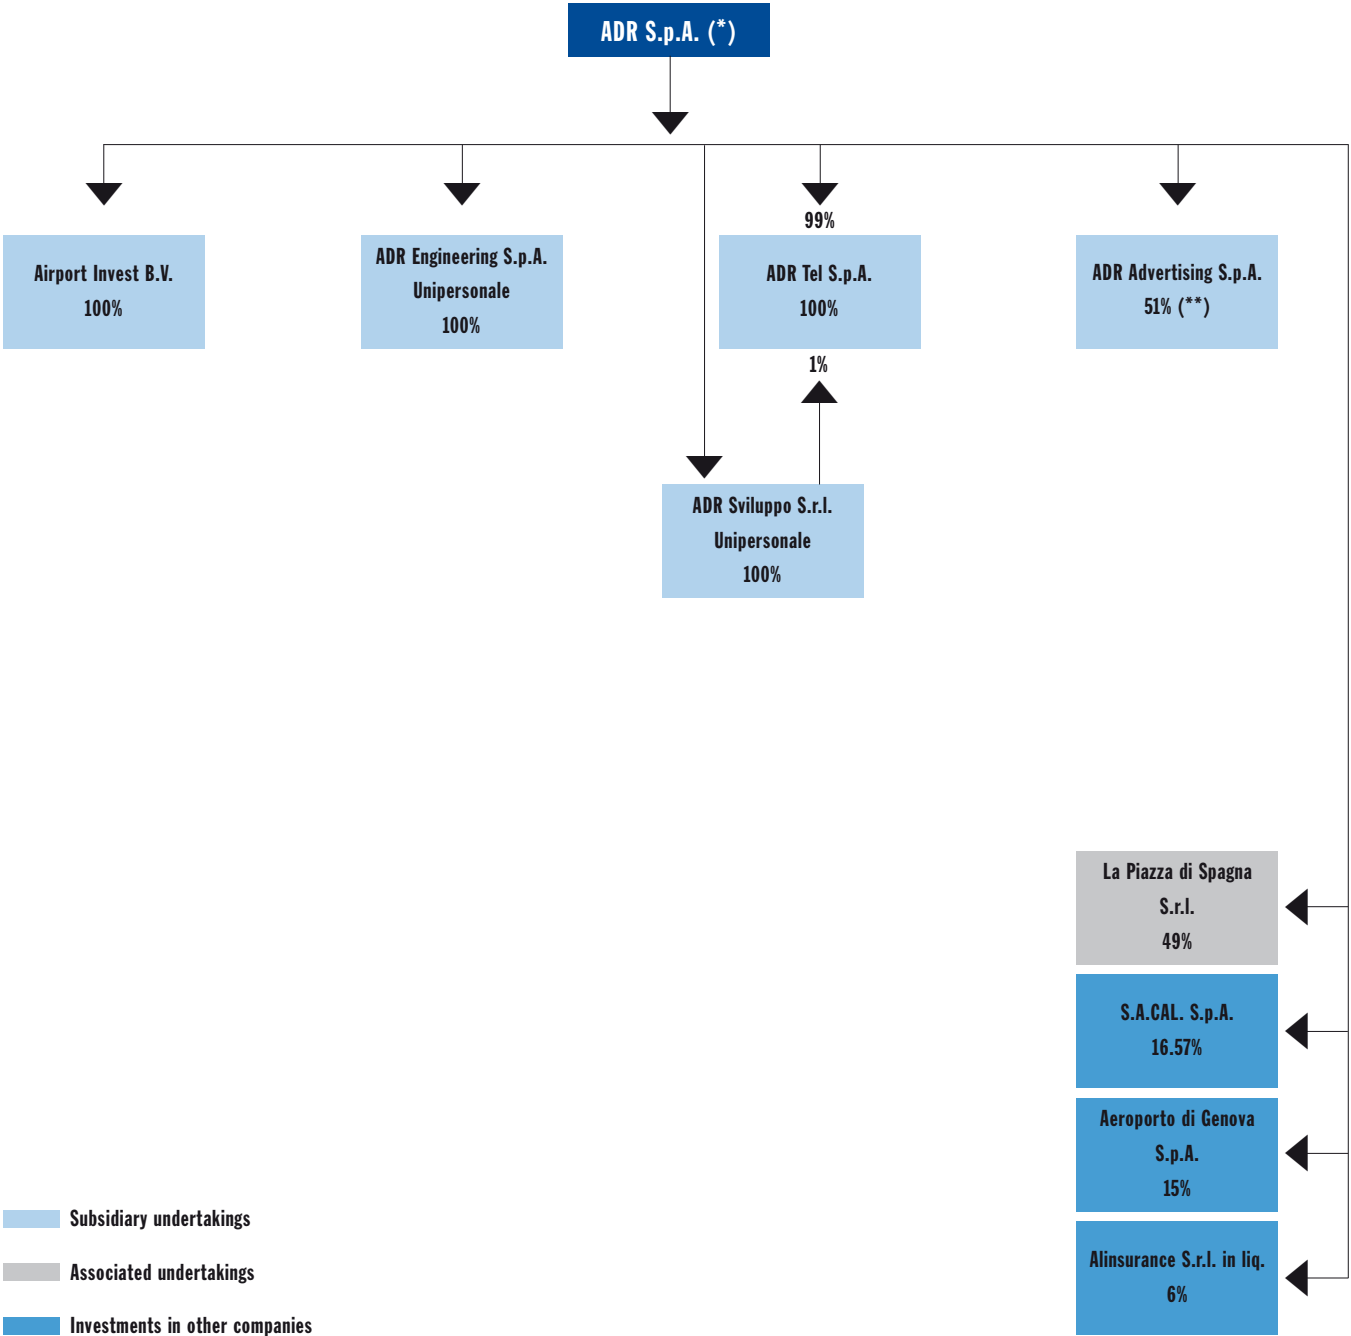 ADR S.p.A. (*)
Airport Invest B.V.
100%
ADR Engineering S.p.A.
Unipersonale
100%
99%
ADR Tel S.p.A.
100%
1%
ADR Advertising S.p.A.
51% (**)
ADR Sviluppo S.r.l.
Unipersonale
100%
La Piazza di Spagna
S.r.l.
49%
S.A.CAL. S.p.A.
16.57%
Aeroporto di Genova
S.p.A.
15%
Alinsurance S.r.l. in liq.
6%
Subsidiary undertakings
Associated undertakings
Investments in other companies